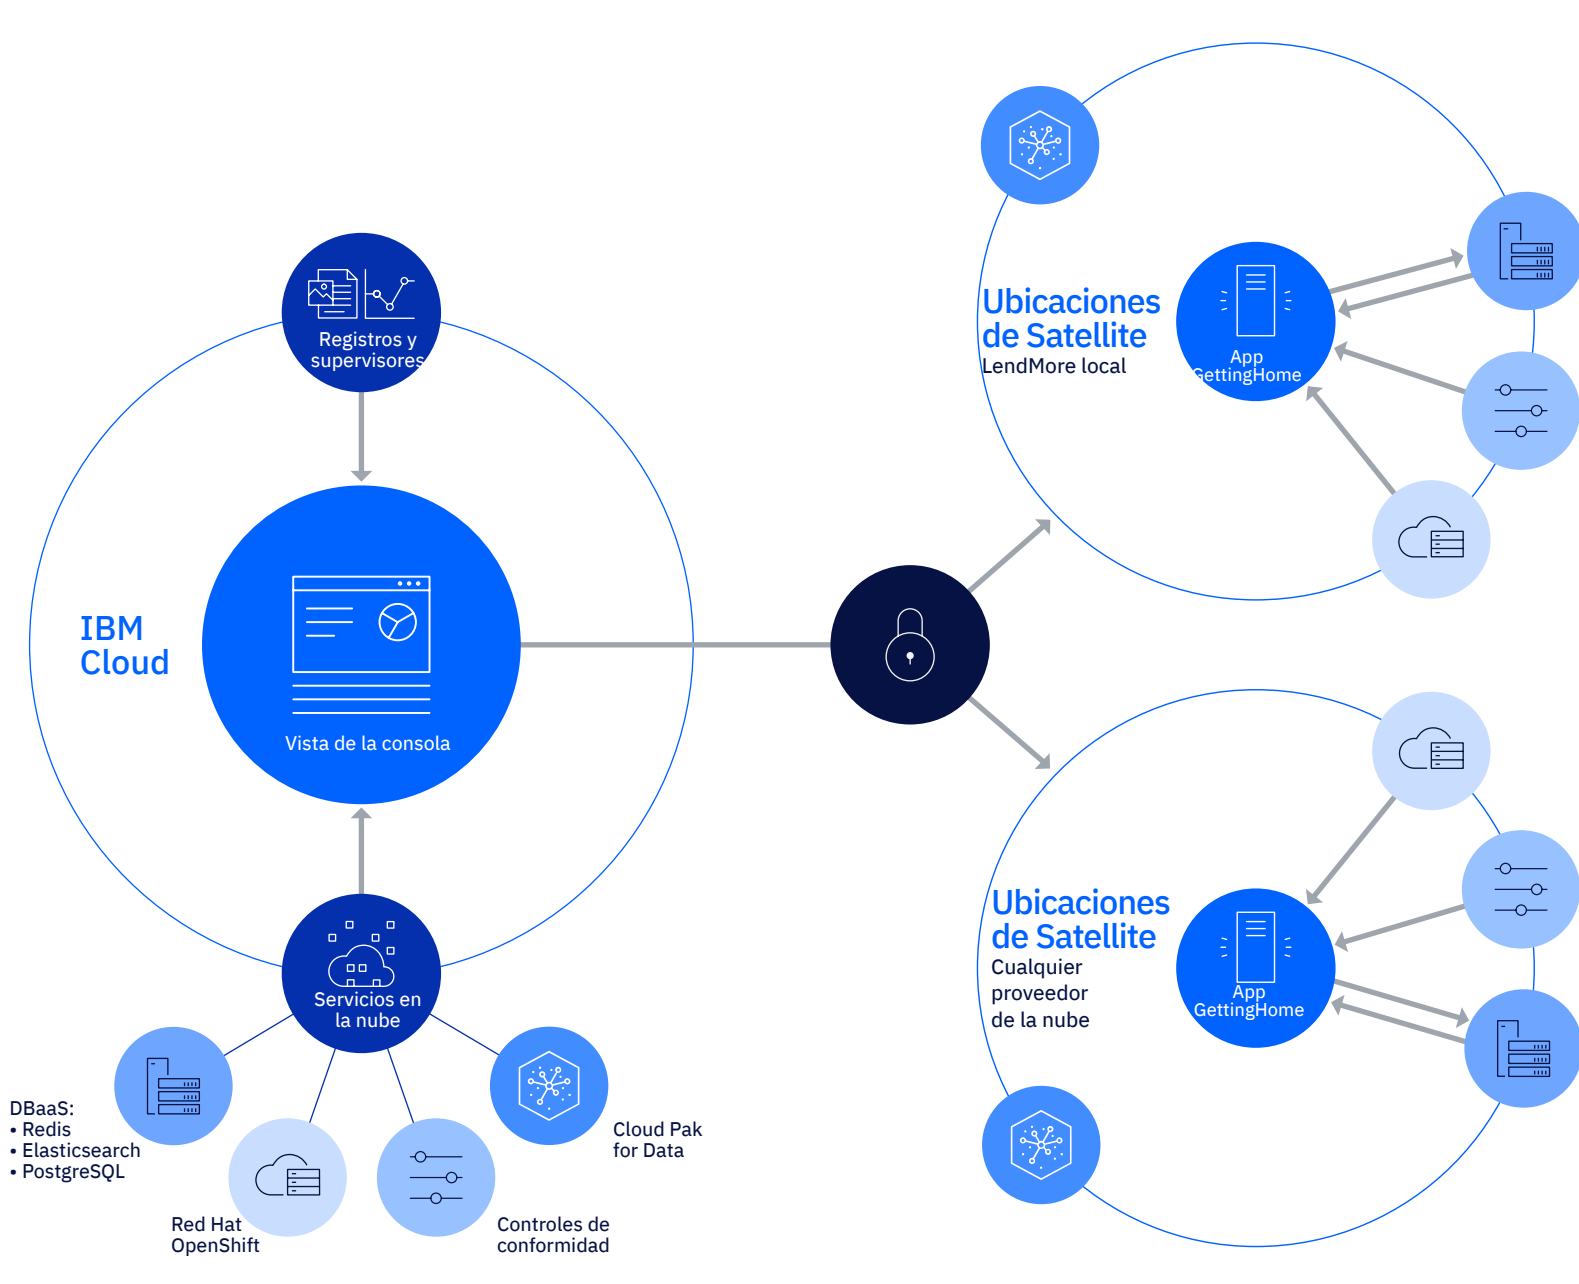 Registros y
supervisores
IBM
Cloud
Vista de la consola
Servicios en
la nube
DBaaS:
• Redis
• Elasticsearch
• PostgreSQL
Red Hat
OpenShift
Controles de
conformidad
Cloud Pak
for Data
Ubicaciones
de Satellite
LendMore local
App
GettingHome
Ubicaciones
de Satellite
Cualquier
proveedor
de la nube
App
GettingHome